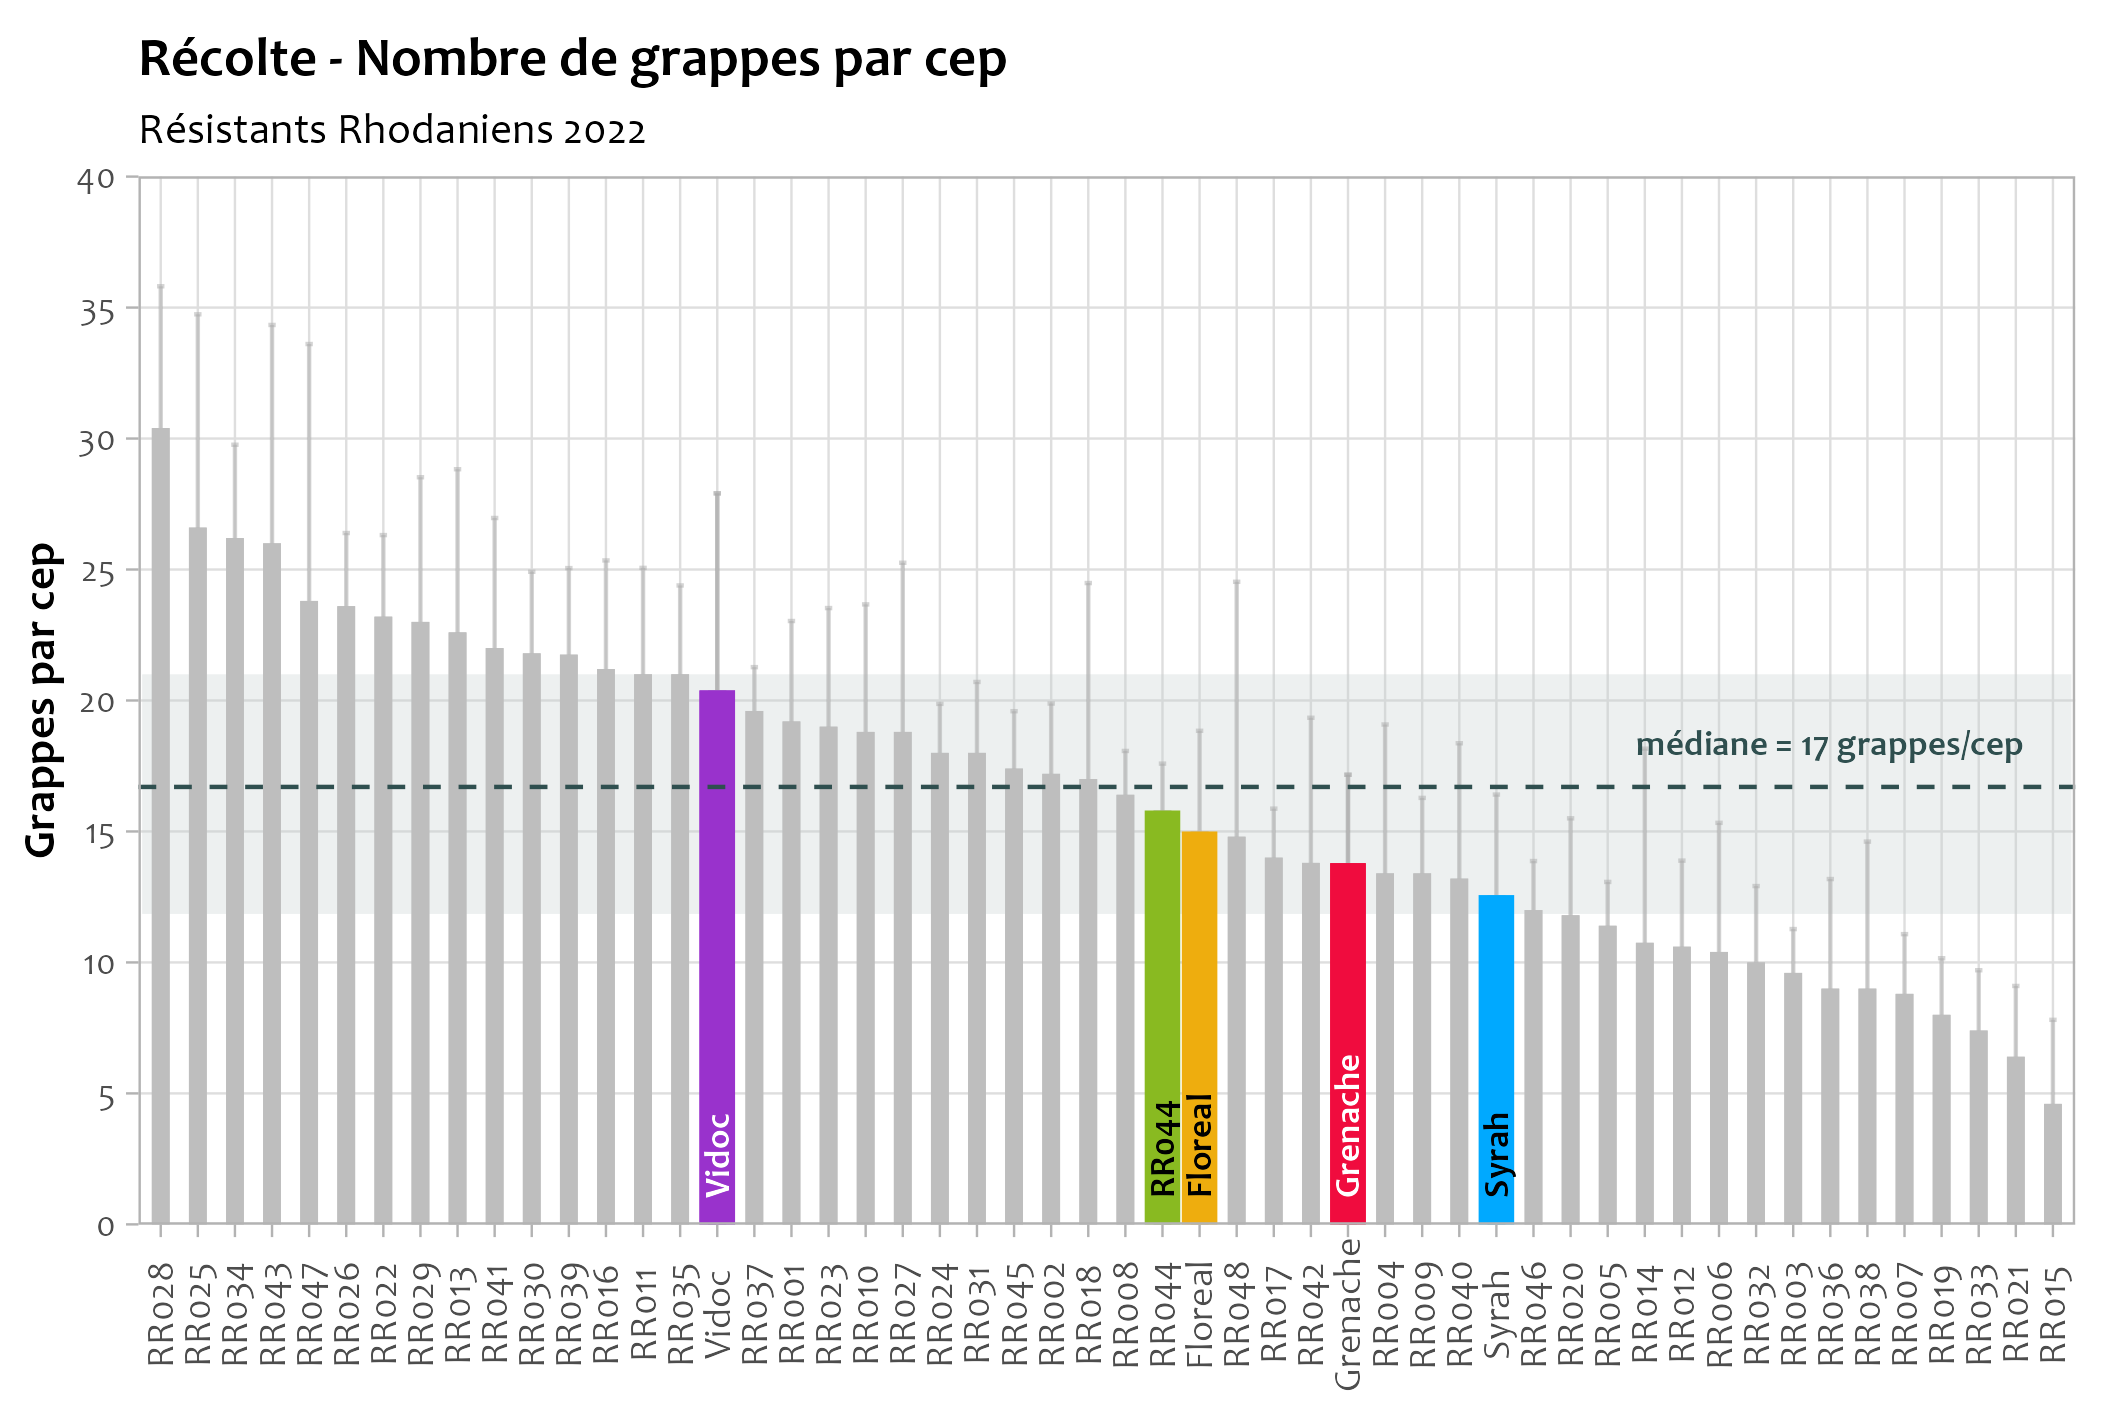 Récolte - Nombre de grappes par cep
Résistants Rhodaniens 2022
Grappes par cep
40
35
30
25
20
15
10
5
0
médiane = 17 grappes/cep
Vidoc
RR044
Floreal
Grenache
Syrah
RR028
RR025
RR034
RR043
RR047
RR026
RR022
RR029
RR013
RR041
RR030
RR039
RR016
RR011
RR035
Vidoc
RR037
RR001
RR023
RR010
RR027
RR024
RR031
RR045
RR002
RR018
RR008
RR044
Floreal
RR048
RR017
RR042
Grenache
RR004
RR009
RR040
Syrah
RR046
RR020
RR005
RR014
RR012
RR006
RR032
RR003
RR036
RR038
RR007
RR019
RR033
RR021
RR015